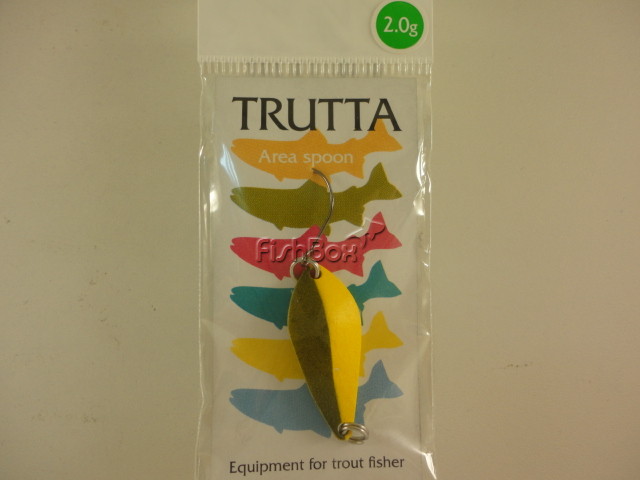 2.0g
TRUTTA
Area spoon
FishBox
Equipment for trout fisher